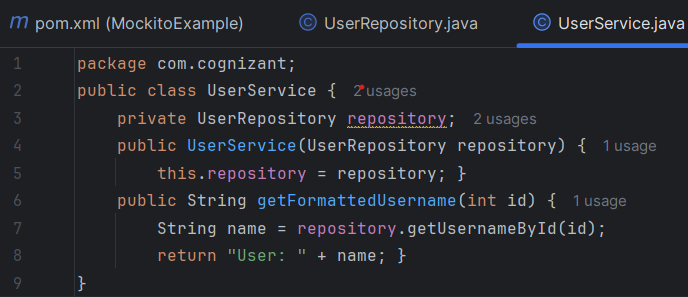 m pom.xml (MockitoExample) © UserRepository.java © UserService.java
1 package com.cognizant;
2 public class UserService { 2 usages
3 private UserRepository repository; 2 usages
4 public UserService(UserRepository repository) { 1 usage
5 this.repository = repository; }
6 public String getFormattedUsername(int id) { 1 usage
7 String name = repository.getUsernameById(id);
8 return "User: " + name; }
9 }